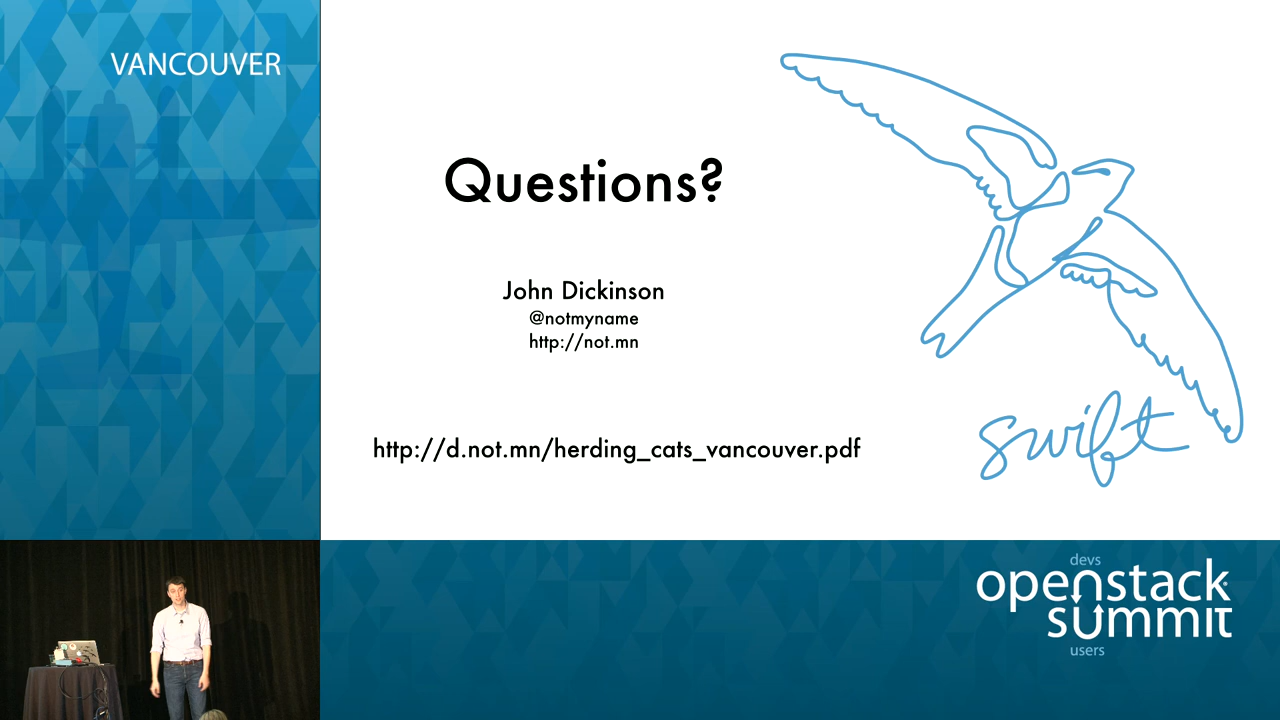 VANCOUVER
Questions?
John Dickinson
@notmyname
http://not.mn
http://d.not.mn/herding_cats_vancouver.pdf
swift
devs
openstack
summit
users